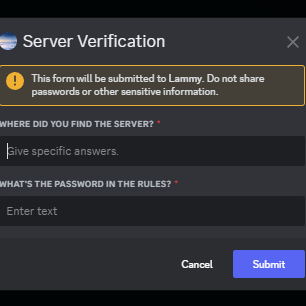 Server Verification
This form will be submitted to Lammy. Do not share
passwords or other sensitive information.
WHERE DID YOU FIND THE SERVER? *
Give specific answers.
WHAT'S THE PASSWORD IN THE RULES? *
Enter text
Cancel
Submit